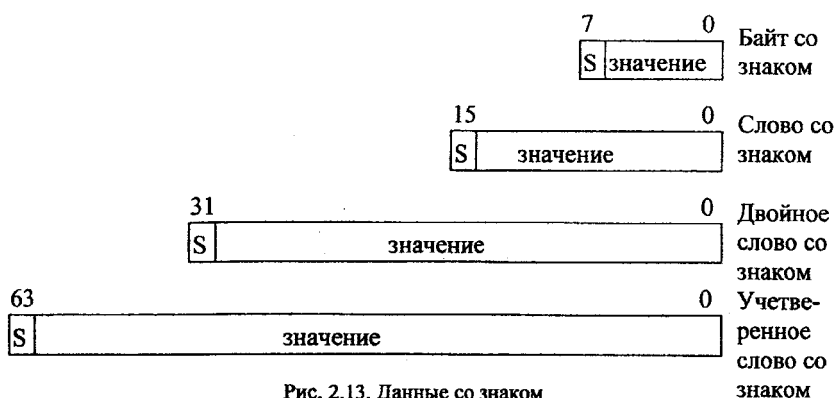 7 0 Байт со
S значение знаком
15 0 Слово со
S значение знаком
31 0 Двойное
S значение слово со
знаком
63 0 Учетве-
S значение ренное
слово со
Рис. 2.13. Данные со знаком знаком